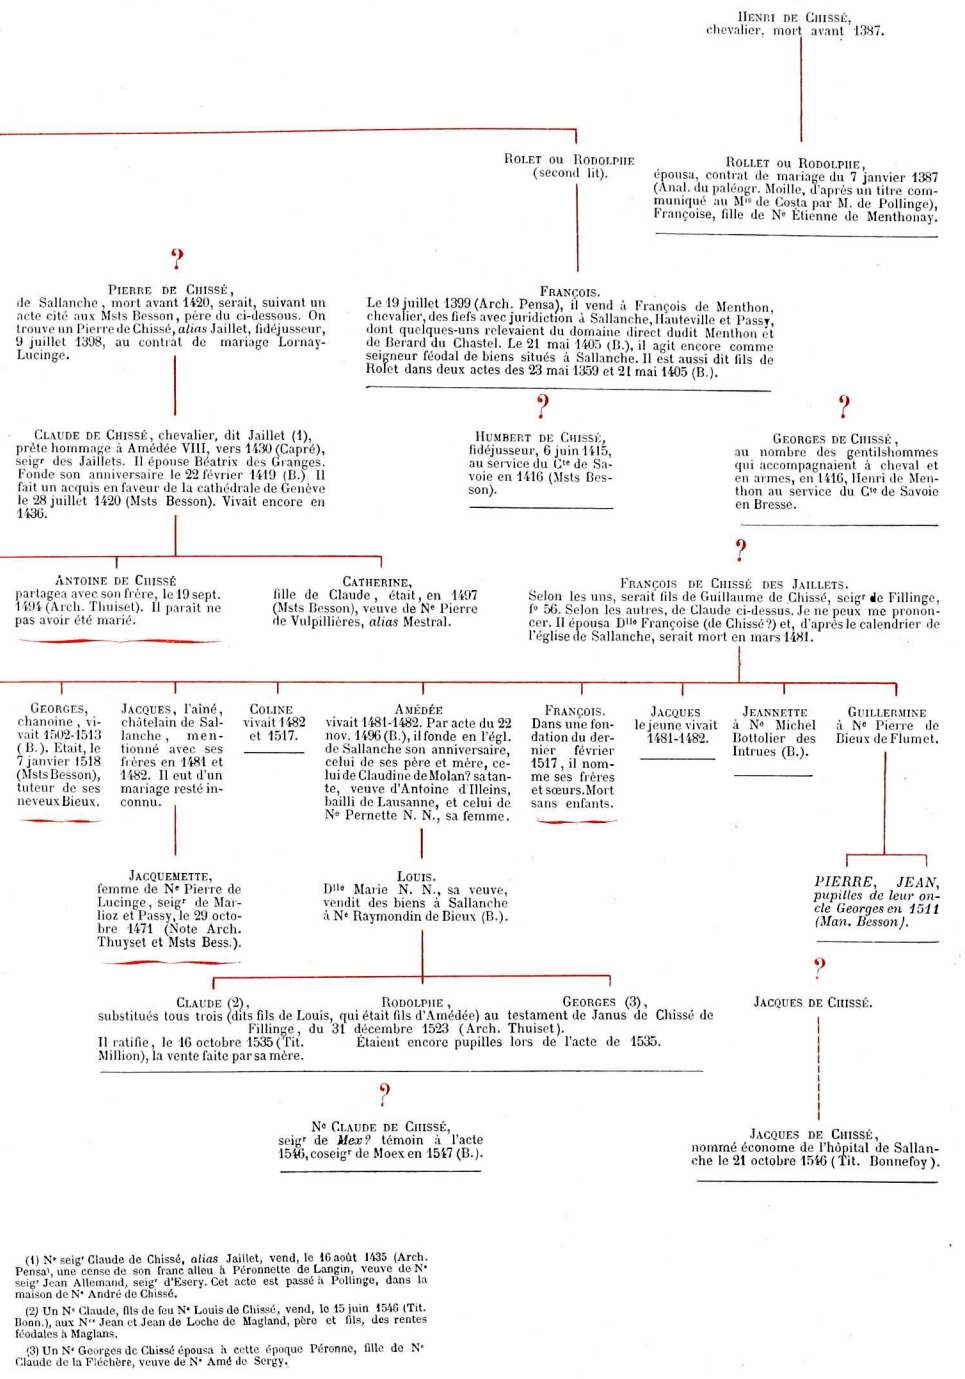 HENRI DE CHISSÉ,
chevalier, mort avant 1387.
ROLET OU RODOLPHE
(second lit).
ROLLET OU RODOLPHE,
épousa, contrat de mariage du 7 janvier 1387
(Anal. du paléogr. Moille, d'après un titre com-
muniqué au Mis de Costa par M. de Pollinge),
Françoise, fille de Ne Étienne de Menthonay.
?
PIERRE DE CHISSÉ,
de Sallanche, mort avant 1420, serait, suivant un
acte cité aux Msts Besson, père du ci-dessous. On
trouve un Pierre de Chissé, alias Jaillet, fidéjusseur,
9 juillet 1398, au contrat de mariage Lornay-
Lucinge.
FRANÇOIS.
Le 19 juillet 1399 (Arch. Pensa), il vend à François de Menthon,
chevalier, des fiefs avec juridiction à Sallanche, Hauteville et Passy,
dont quelques-uns relevaient du domaine direct dudit Menthon et
de Berard du Chastel. Le 21 mai 1405 (B.), il agit encore comme
seigneur féodal de biens situés à Sallanche. Il est aussi dit fils de
Rolet dans deux actes des 23 mai 1359 et 21 mai 1405 (B.).
?
?
CLAUDE DE CHISSÉ, chevalier, dit Jaillet (1),
prête hommage à Amédée VIII, vers 1430 (Capré),
seigr des Jaillets. Il épouse Béatrix des Granges.
Fonde son anniversaire le 22 février 1419 (B.) Il
fait un acquis en faveur de la cathédrale de Genève
le 28 juillet 1420 (Msts Besson). Vivait encore en
1436.
HUMBERT DE CHISSÉ,
fidéjusseur, 6 juin 1415,
au service du Cte de Sa-
voie en 1416 (Msts Bes-
son).
GEORGES DE CHISSÉ,
au nombre des gentilshommes
qui accompagnaient à cheval et
en armes, en 1416, Henri de Men-
thon au service du Cte de Savoie
en Bresse.
?
ANTOINE DE CHISSÉ
partagea avec son frère, le 19 sept.
1494 (Arch. Thuiset). Il paraît ne
pas avoir été marié.
CATHERINE,
fille de Claude, était, en 1497
(Msts Besson), veuve de Ne Pierre
de Vulpillières, alias Mestral.
FRANÇOIS DE CHISSÉ DES JAILLETS.
Selon les uns, serait fils de Guillaume de Chissé, seigr de Fillinge,
fo 56. Selon les autres, de Claude ci-dessus. Je ne peux me pronon-
cer. Il épousa Dlle Françoise (de Chissé?) et, d'après le calendrier de
l'église de Sallanche, serait mort en mars 1481.
GEORGES,
chanoine, vi-
vait 1502-1513
(B.). Était, le
7 janvier 1518
(Msts Besson),
tuteur de ses
neveux Bieux.
JACQUES, l'aîné,
châtelain de Sal-
lanche, men-
tionné avec ses
frères en 1481 et
1482. Il eut d'un
mariage resté in-
connu.
COLINE
vivait 1482
et 1517.
AMÉDÉE
vivait 1481-1482. Par acte du 22
nov. 1496 (B.), il fonde en l'égl.
de Sallanche son anniversaire,
celui de ses père et mère, ce-
lui de Claudine de Molan? sa tan-
te, veuve d'Antoine d'Illeins,
bailli de Lausanne, et celui de
Ne Pernette N. N., sa femme.
FRANÇOIS.
Dans une fon-
dation du der-
nier février
1517, il nom-
me ses frères
et sœurs. Mort
sans enfants.
JACQUES
le jeune vivait
1481-1482.
JEANNETTE
à Ne Michel
Bottolier des
Intrues (B.).
GUILLERMINE
à Ne Pierre de
Bieux de Flumet.
JACQUEMETTE,
femme de Ne Pierre de
Lucinge, seigr de Mar-
lioz et Passy, le 29 octo-
bre 1471 (Note Arch.
Thuyset et Msts Bess.).
LOUIS.
Dlle Marie N. N., sa veuve,
vendit des biens à Sallanche
à Ne Raymondin de Bieux (B.).
PIERRE, JEAN,
pupilles de leur on-
cle Georges en 1511
(Man. Besson).
?
CLAUDE (2), RODOLPHE, GEORGES (3),
substitués tous trois (dits fils de Louis, qui était fils d'Amédée) au testament de Janus de Chissé de
Fillinge, du 31 décembre 1523 (Arch. Thuiset).
Il ratifie, le 16 octobre 1535 (Tit.
Million), la vente faite par sa mère.
Étaient encore pupilles lors de l'acte de 1535.
JACQUES DE CHISSÉ.
?
Ne CLAUDE DE CHISSÉ,
seigr de Mex? témoin à l'acte
1546, coseigr de Moex en 1547 (B.).
JACQUES DE CHISSÉ,
nommé économe de l'hôpital de Sallan-
che le 21 octobre 1546 (Tit. Bonnefoy).
(1) Ne seigr Claude de Chissé, alias Jaillet, vend, le 16 août 1435 (Arch.
Pensa), une cense de son franc alleu à Péronnette de Langin, veuve de Ne
seigr Jean Allemand, seigr d'Esery. Cet acte est passé à Pollinge, dans la
maison de Ne André de Chissé.
(2) Un Ne Claude, fils de feu Ne Louis de Chissé, vend, le 15 juin 1546 (Tit.
Bonn.), aux Nes Jean et Jean de Loche de Magland, père et fils, des rentes
féodales à Maglans.
(3) Un Ne Georges de Chissé épousa à cette époque Péronne, fille de Ne
Claude de la Fléchère, veuve de Ne Amé de Sergy.